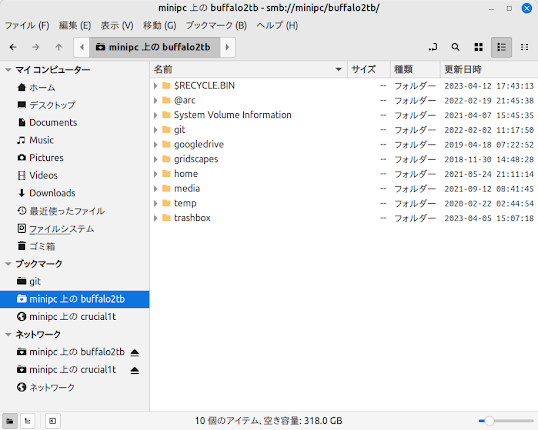 minipc 上の buffalo2tb - smb://minipc/buffalo2tb/
ファイル (F) 編集 (E) 表示 (V) 移動 (G) ブックマーク (B) ヘルプ (H)
minipc 上の buffalo2tb
マイ コンピューター
ホーム
デスクトップ
Documents
Music
Pictures
Videos
Downloads
最近使ったファイル
ファイルシステム
ゴミ箱
ブックマーク
git
minipc 上の buffalo2tb
minipc 上の crucial1t
ネットワーク
minipc 上の buffalo2tb
minipc 上の crucial1t
ネットワーク
名前 サイズ 種類 更新日時
$RECYCLE.BIN -- フォルダー 2023-04-12 17:43:13
@arc -- フォルダー 2022-02-19 21:45:38
System Volume Information -- フォルダー 2021-04-07 15:45:35
git -- フォルダー 2022-02-02 11:17:50
googledrive -- フォルダー 2019-04-18 07:22:52
gridscapes -- フォルダー 2018-11-30 14:48:28
home -- フォルダー 2021-05-24 21:11:14
media -- フォルダー 2021-09-12 08:41:45
temp -- フォルダー 2020-02-22 02:44:54
trashbox -- フォルダー 2023-04-05 15:07:18
10 個のアイテム、空き容量: 318.0 GB